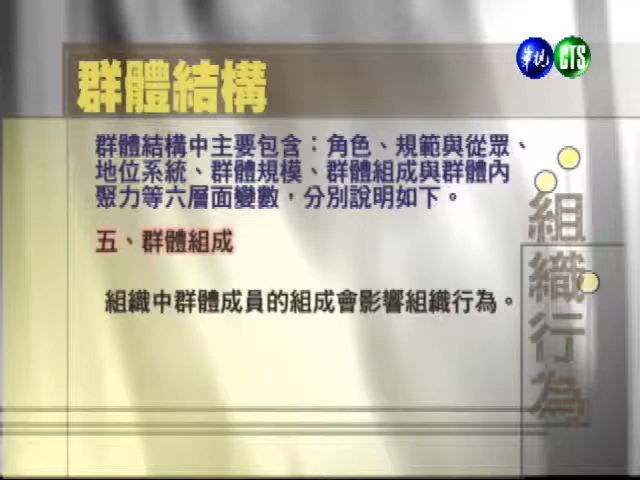 華視 CTS
群體結構
群體結構中主要包含：角色、規範與從眾、
地位系統、群體規模、群體組成與群體內
聚力等六層面變數，分別說明如下。
五、群體組成
組織中群體成員的組成會影響組織行為。
組織行為